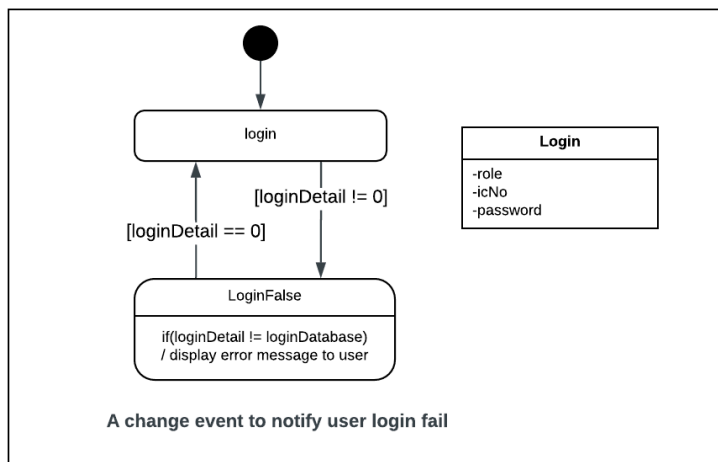 login
[loginDetail != 0]
[loginDetail == 0]
LoginFalse
if(loginDetail != loginDatabase)
/ display error message to user
Login
-role
-icNo
-password
A change event to notify user login fail